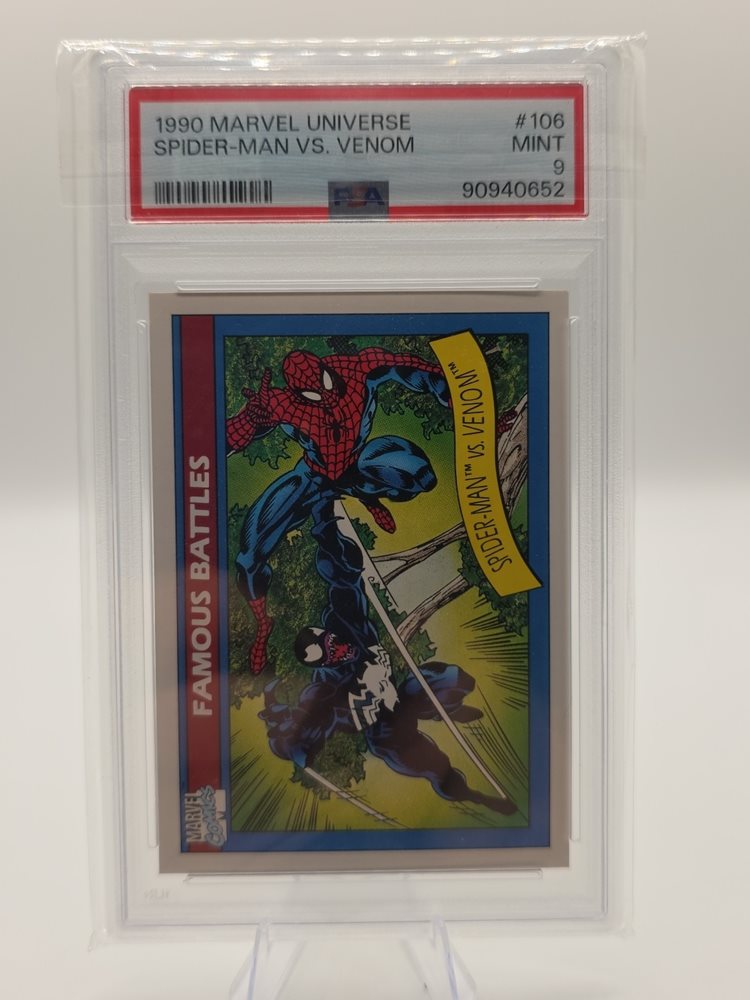 1990 MARVEL UNIVERSE #106
SPIDER-MAN VS. VENOM MINT
9
PSA 90940652
FAMOUS BATTLES
SPIDER-MAN™ VS. VENOM™
MARVEL
COMICS